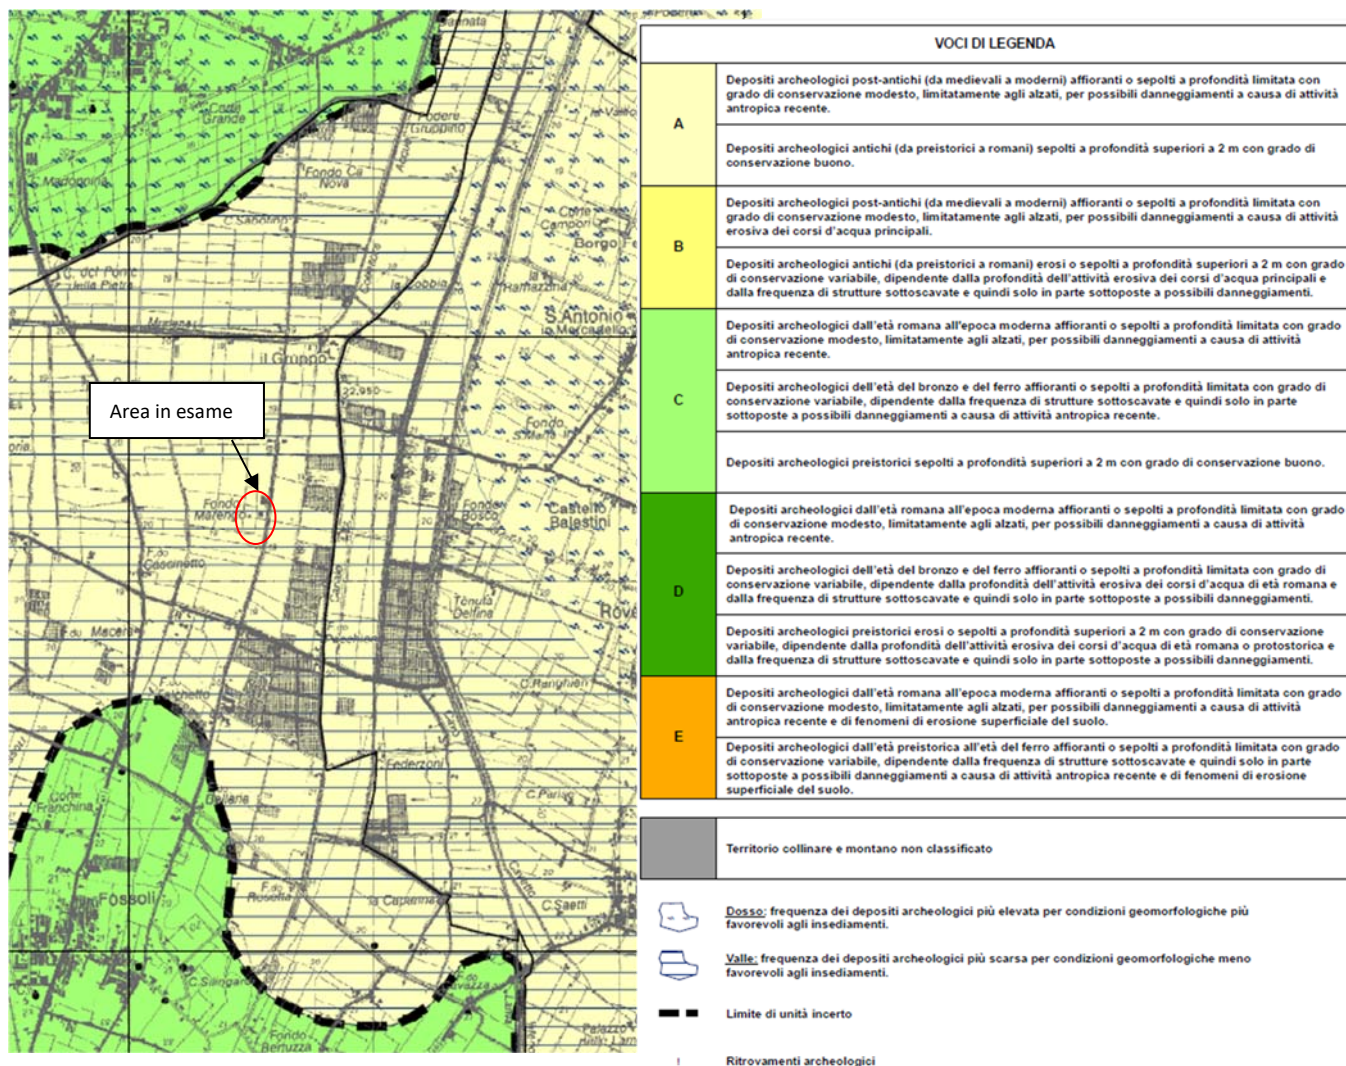 Area in esame
Corte
Grande
K.2
Podere
Gruppino
Fondo Ca
Nova
C. Sabolino
Corte
Campori
S.Antonio
in Mercadello
il Gruppo
22,950
Fondo
Marengo
Fondo
Bosco
Castello
Balestini
Tenuta
Delfina
Canale
Federzoni
Corte
Franchina
Fossoli
C.Saetti
Fondo
Bertuzza
VOCI DI LEGENDA
A
Depositi archeologici post-antichi (da medievali a moderni) affioranti o sepolti a profondità limitata con
grado di conservazione modesto, limitatamente agli alzati, per possibili danneggiamenti a causa di attività
antropica recente.
Depositi archeologici antichi (da preistorici a romani) sepolti a profondità superiori a 2 m con grado di
conservazione buono.
B
Depositi archeologici post-antichi (da medievali a moderni) affioranti o sepolti a profondità limitata con
grado di conservazione modesto, limitatamente agli alzati, per possibili danneggiamenti a causa di attività
erosiva dei corsi d'acqua principali.
Depositi archeologici antichi (da preistorici a romani) erosi o sepolti a profondità superiori a 2 m con grado
di conservazione variabile, dipendente dalla profondità dell'attività erosiva dei corsi d'acqua principali e
dalla frequenza di strutture sottoscavate e quindi solo in parte sottoposte a possibili danneggiamenti.
C
Depositi archeologici dall'età romana all'epoca moderna affioranti o sepolti a profondità limitata con grado
di conservazione modesto, limitatamente agli alzati, per possibili danneggiamenti a causa di attività
antropica recente.
Depositi archeologici dell'età del bronzo e del ferro affioranti o sepolti a profondità limitata con grado di
conservazione variabile, dipendente dalla frequenza di strutture sottoscavate e quindi solo in parte
sottoposte a possibili danneggiamenti a causa di attività antropica recente.
Depositi archeologici preistorici sepolti a profondità superiori a 2 m con grado di conservazione buono.
D
Depositi archeologici dall'età romana all'epoca moderna affioranti o sepolti a profondità limitata con grado
di conservazione modesto, limitatamente agli alzati, per possibili danneggiamenti a causa di attività
antropica recente.
Depositi archeologici dell'età del bronzo e del ferro affioranti o sepolti a profondità limitata con grado di
conservazione variabile, dipendente dalla profondità dell'attività erosiva dei corsi d'acqua di età romana e
dalla frequenza di strutture sottoscavate e quindi solo in parte sottoposte a possibili danneggiamenti.
Depositi archeologici preistorici erosi o sepolti a profondità superiori a 2 m con grado di conservazione
variabile, dipendente dalla profondità dell'attività erosiva dei corsi d'acqua di età romana o protostorica e
dalla frequenza di strutture sottoscavate e quindi solo in parte sottoposte a possibili danneggiamenti.
E
Depositi archeologici dall'età romana all'epoca moderna affioranti o sepolti a profondità limitata con grado
di conservazione modesto, limitatamente agli alzati, per possibili danneggiamenti a causa di attività
antropica recente e di fenomeni di erosione superficiale del suolo.
Depositi archeologici dall'età preistorica all'età del ferro affioranti o sepolti a profondità limitata con grado
di conservazione variabile, dipendente dalla frequenza di strutture sottoscavate e quindi solo in parte
sottoposte a possibili danneggiamenti a causa di attività antropica recente e di fenomeni di erosione
superficiale del suolo.
Territorio collinare e montano non classificato
Dosso: frequenza dei depositi archeologici più elevata per condizioni geomorfologiche più
favorevoli agli insediamenti.
Valle: frequenza dei depositi archeologici più scarsa per condizioni geomorfologiche meno
favorevoli agli insediamenti.
Limite di unità incerto
Ritrovamenti archeologici